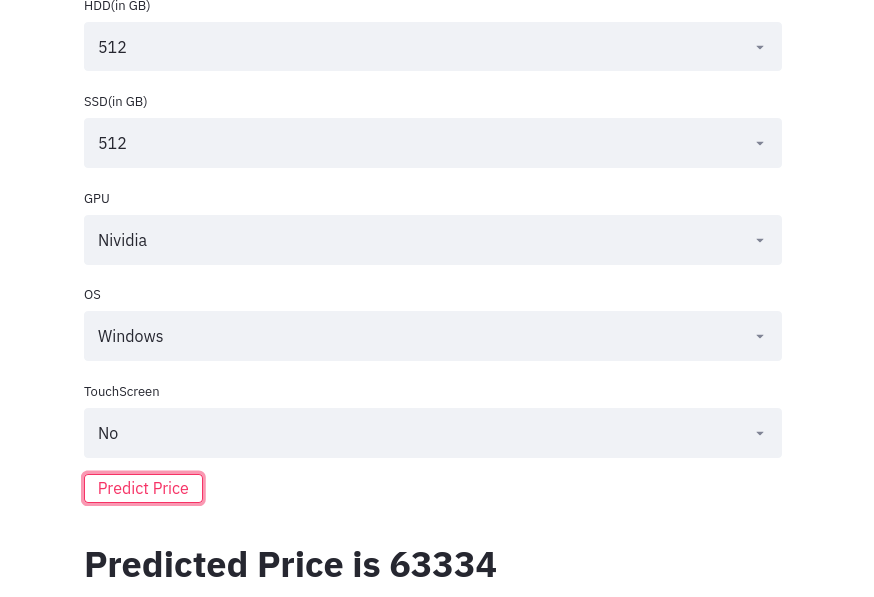 HDD(in GB)
512
SSD(in GB)
512
GPU
Nividia
OS
Windows
TouchScreen
No
Predict Price
Predicted Price is 63334